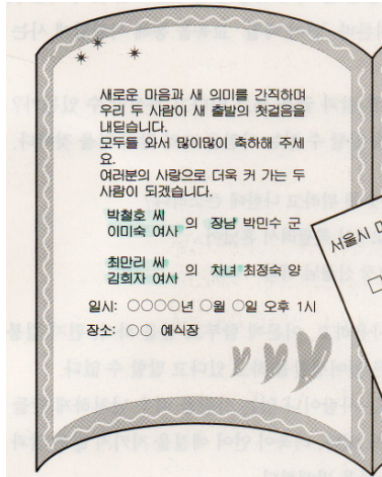 새로운 마음과 새 의미를 간직하며
우리 두 사람이 새 출발의 첫걸음을
내딛습니다.
모두들 와서 많이많이 축하해 주세
요.
여러분의 사랑으로 더욱 커 가는 두
사람이 되겠습니다.
박철호 씨
이미숙 여사 의 장남 박민수 군
최만리 씨
김희자 여사 의 차녀 최정숙 양
일시: ○○○○년 ○월 ○일 오후 1시
장소: ○○ 예식장
서울시